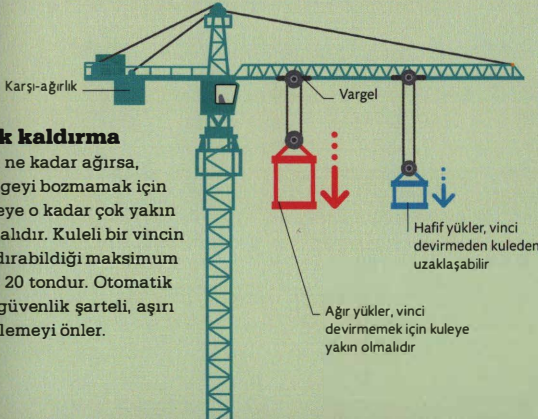 Karşı-ağırlık
Vargel
k kaldırma
ne kadar ağırsa,
geyi bozmamak için
eye o kadar çok yakın
alıdır. Kuleli bir vincin
dırabildiği maksimum
20 tondur. Otomatik
güvenlik şarteli, aşırı
lemeyi önler.
Hafif yükler, vinci
devirmeden kuleden
uzaklaşabilir
Ağır yükler, vinci
devirmemek için kuleye
yakın olmalıdır